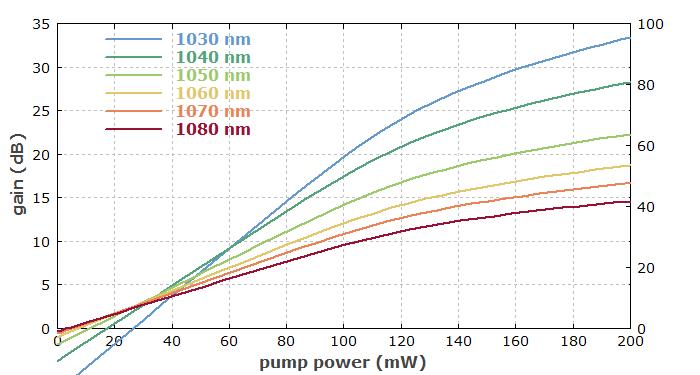 35 100
1030 nm
1040 nm
30
1050 nm
80
1060 nm
25
1070 nm
1080 nm
60
20
gain (dB)
15
40
10
20
5
0 0
0 20 40 60 80 100 120 140 160 180 200
pump power (mW)